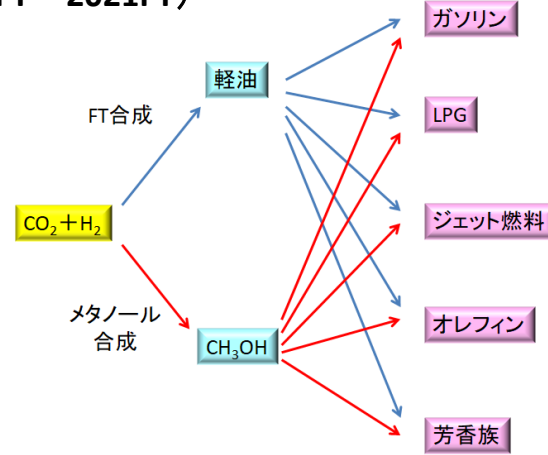 2021FY)
ガソリン
軽油
FT合成
LPG
CO₂＋H₂
ジェット燃料
メタノール
合成
オレフィン
CH₃OH
芳香族